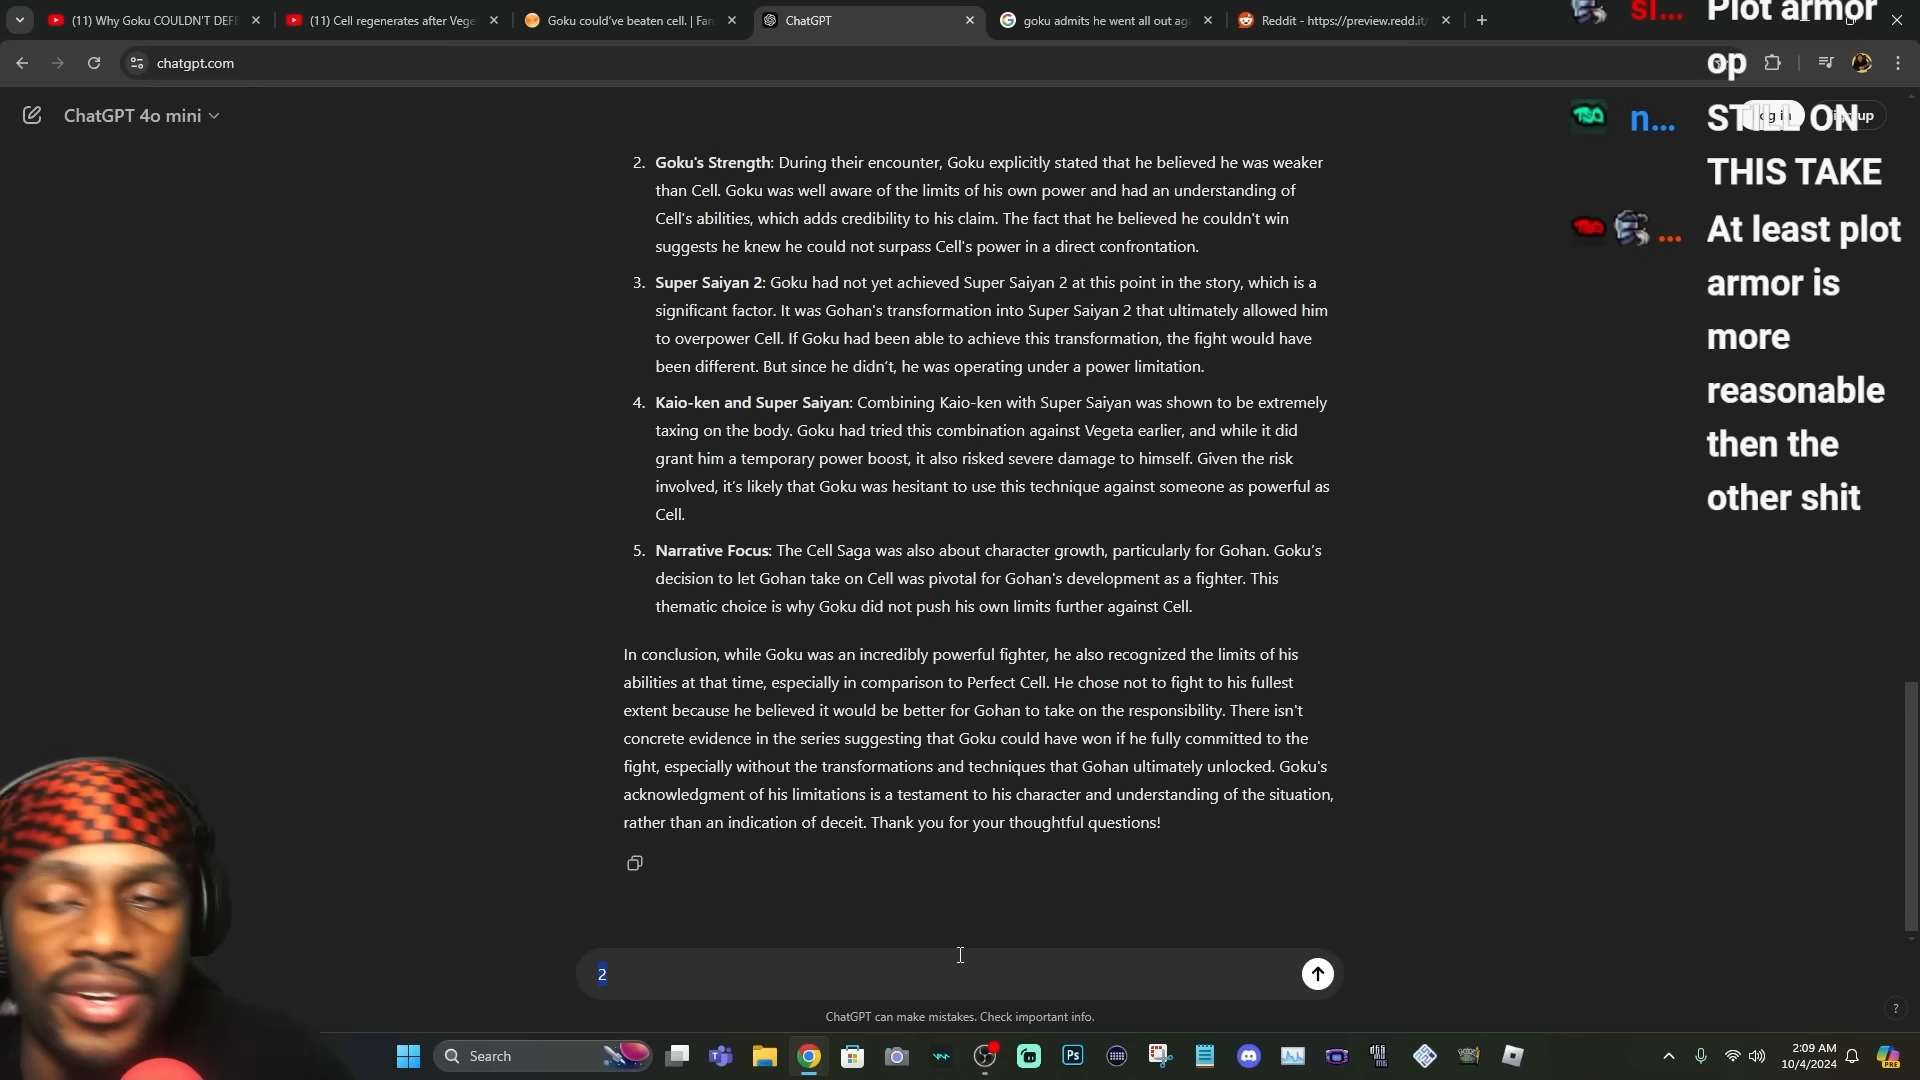 (11) Why Goku COULDN'T DEFE
(11) Cell regenerates after Vege
Goku could've beaten cell. | Fan
ChatGPT
goku admits he went all out ag
Reddit - https://preview.redd.it/
chatgpt.com
ChatGPT 4o mini
2. Goku's Strength: During their encounter, Goku explicitly stated that he believed he was weaker
than Cell. Goku was well aware of the limits of his own power and had an understanding of
Cell's abilities, which adds credibility to his claim. The fact that he believed he couldn't win
suggests he knew he could not surpass Cell's power in a direct confrontation.
3. Super Saiyan 2: Goku had not yet achieved Super Saiyan 2 at this point in the story, which is a
significant factor. It was Gohan's transformation into Super Saiyan 2 that ultimately allowed him
to overpower Cell. If Goku had been able to achieve this transformation, the fight would have
been different. But since he didn't, he was operating under a power limitation.
4. Kaio-ken and Super Saiyan: Combining Kaio-ken with Super Saiyan was shown to be extremely
taxing on the body. Goku had tried this combination against Vegeta earlier, and while it did
grant him a temporary power boost, it also risked severe damage to himself. Given the risk
involved, it's likely that Goku was hesitant to use this technique against someone as powerful as
Cell.
5. Narrative Focus: The Cell Saga was also about character growth, particularly for Gohan. Goku's
decision to let Gohan take on Cell was pivotal for Gohan's development as a fighter. This
thematic choice is why Goku did not push his own limits further against Cell.
In conclusion, while Goku was an incredibly powerful fighter, he also recognized the limits of his
abilities at that time, especially in comparison to Perfect Cell. He chose not to fight to his fullest
extent because he believed it would be better for Gohan to take on the responsibility. There isn't
concrete evidence in the series suggesting that Goku could have won if he fully committed to the
fight, especially without the transformations and techniques that Gohan ultimately unlocked. Goku's
acknowledgment of his limitations is a testament to his character and understanding of the situation,
rather than an indication of deceit. Thank you for your thoughtful questions!
2
ChatGPT can make mistakes. Check important info.
?
si... Plot armor
op
TSQ n... STILL ON
THIS TAKE
TSQ ... At least plot
armor is
more
reasonable
then the
other shit
Search
Ps
2:09 AM
10/4/2024
PRE